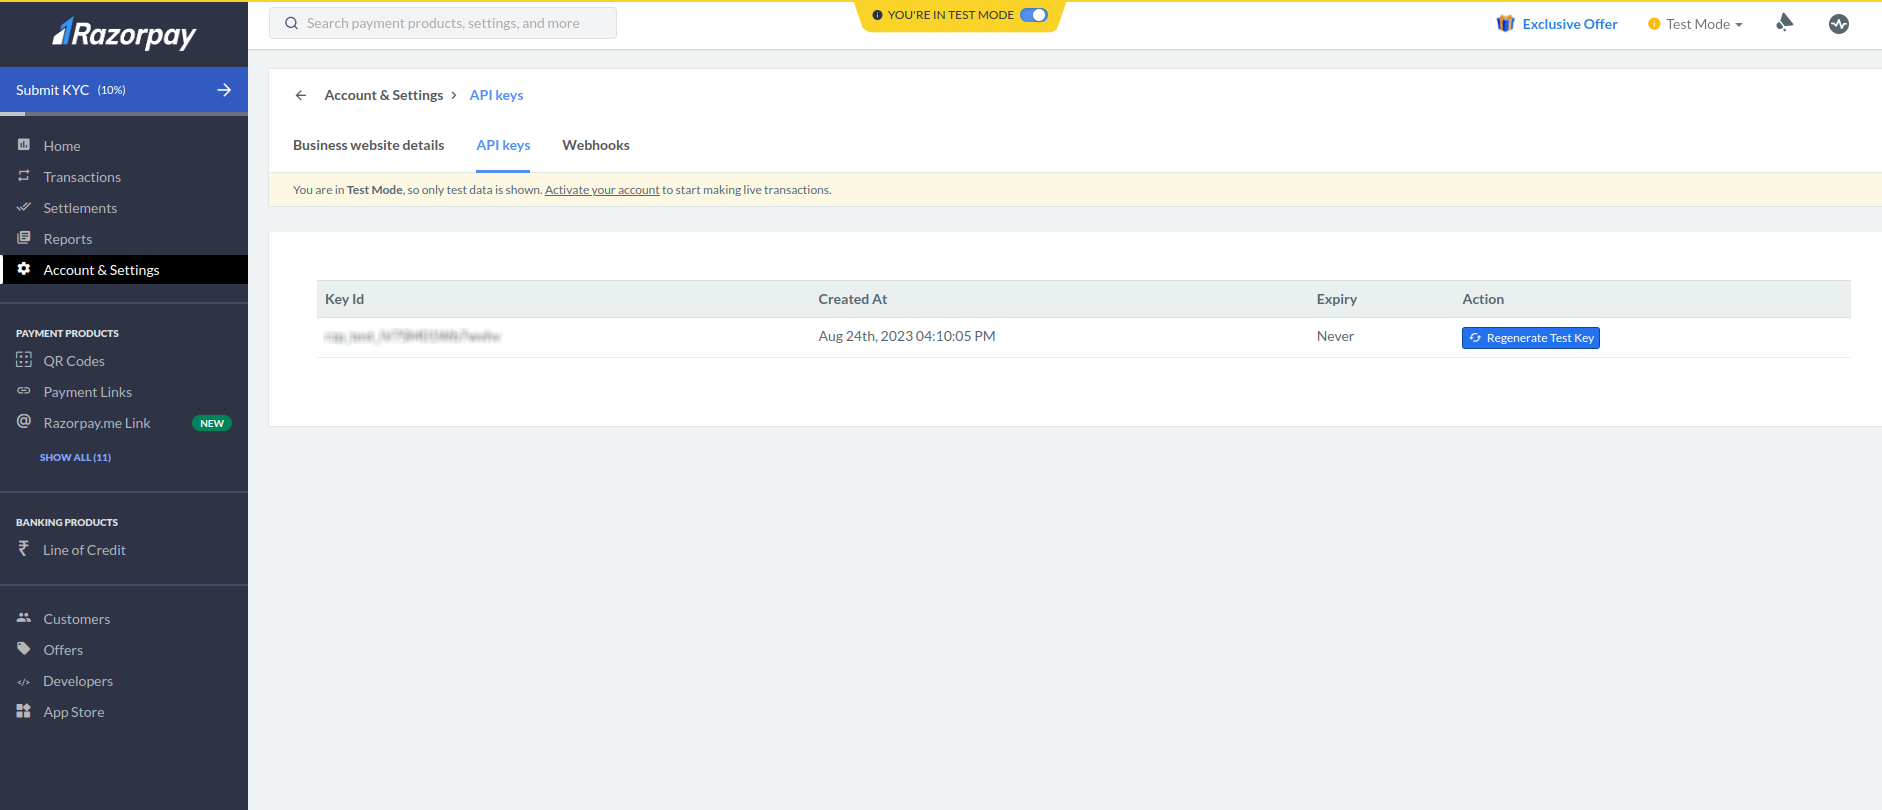 Razorpay
Search payment products, settings, and more
YOU'RE IN TEST MODE
Exclusive Offer
Test Mode
Submit KYC (10%)
Home
Transactions
Settlements
Reports
Account & Settings
PAYMENT PRODUCTS
QR Codes
Payment Links
Razorpay.me Link NEW
SHOW ALL (11)
BANKING PRODUCTS
Line of Credit
Customers
Offers
Developers
App Store
Account & Settings > API keys
Business website details API keys Webhooks
You are in Test Mode, so only test data is shown. Activate your account to start making live transactions.
Key Id Created At Expiry Action
Aug 24th, 2023 04:10:05 PM Never Regenerate Test Key